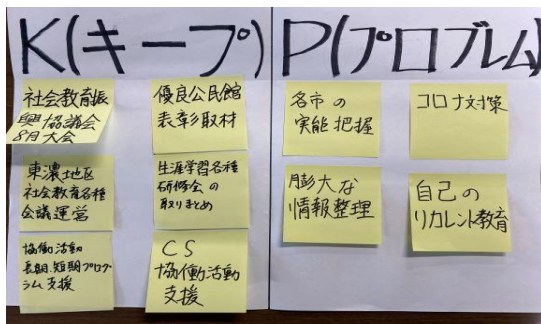 K(キープ)
社会教育振
興協議会
8月大会
優良公民館
表彰取材
東濃地区
社会教育各種
会議運営
生涯学習各種
研修会の
取りまとめ
協働活動
長期、短期プログ
ラム支援
CS
協働活動
支援
P(プロブレム)
各市の
実態把握
コロナ対策
膨大な
情報整理
自己の
リカレント教育